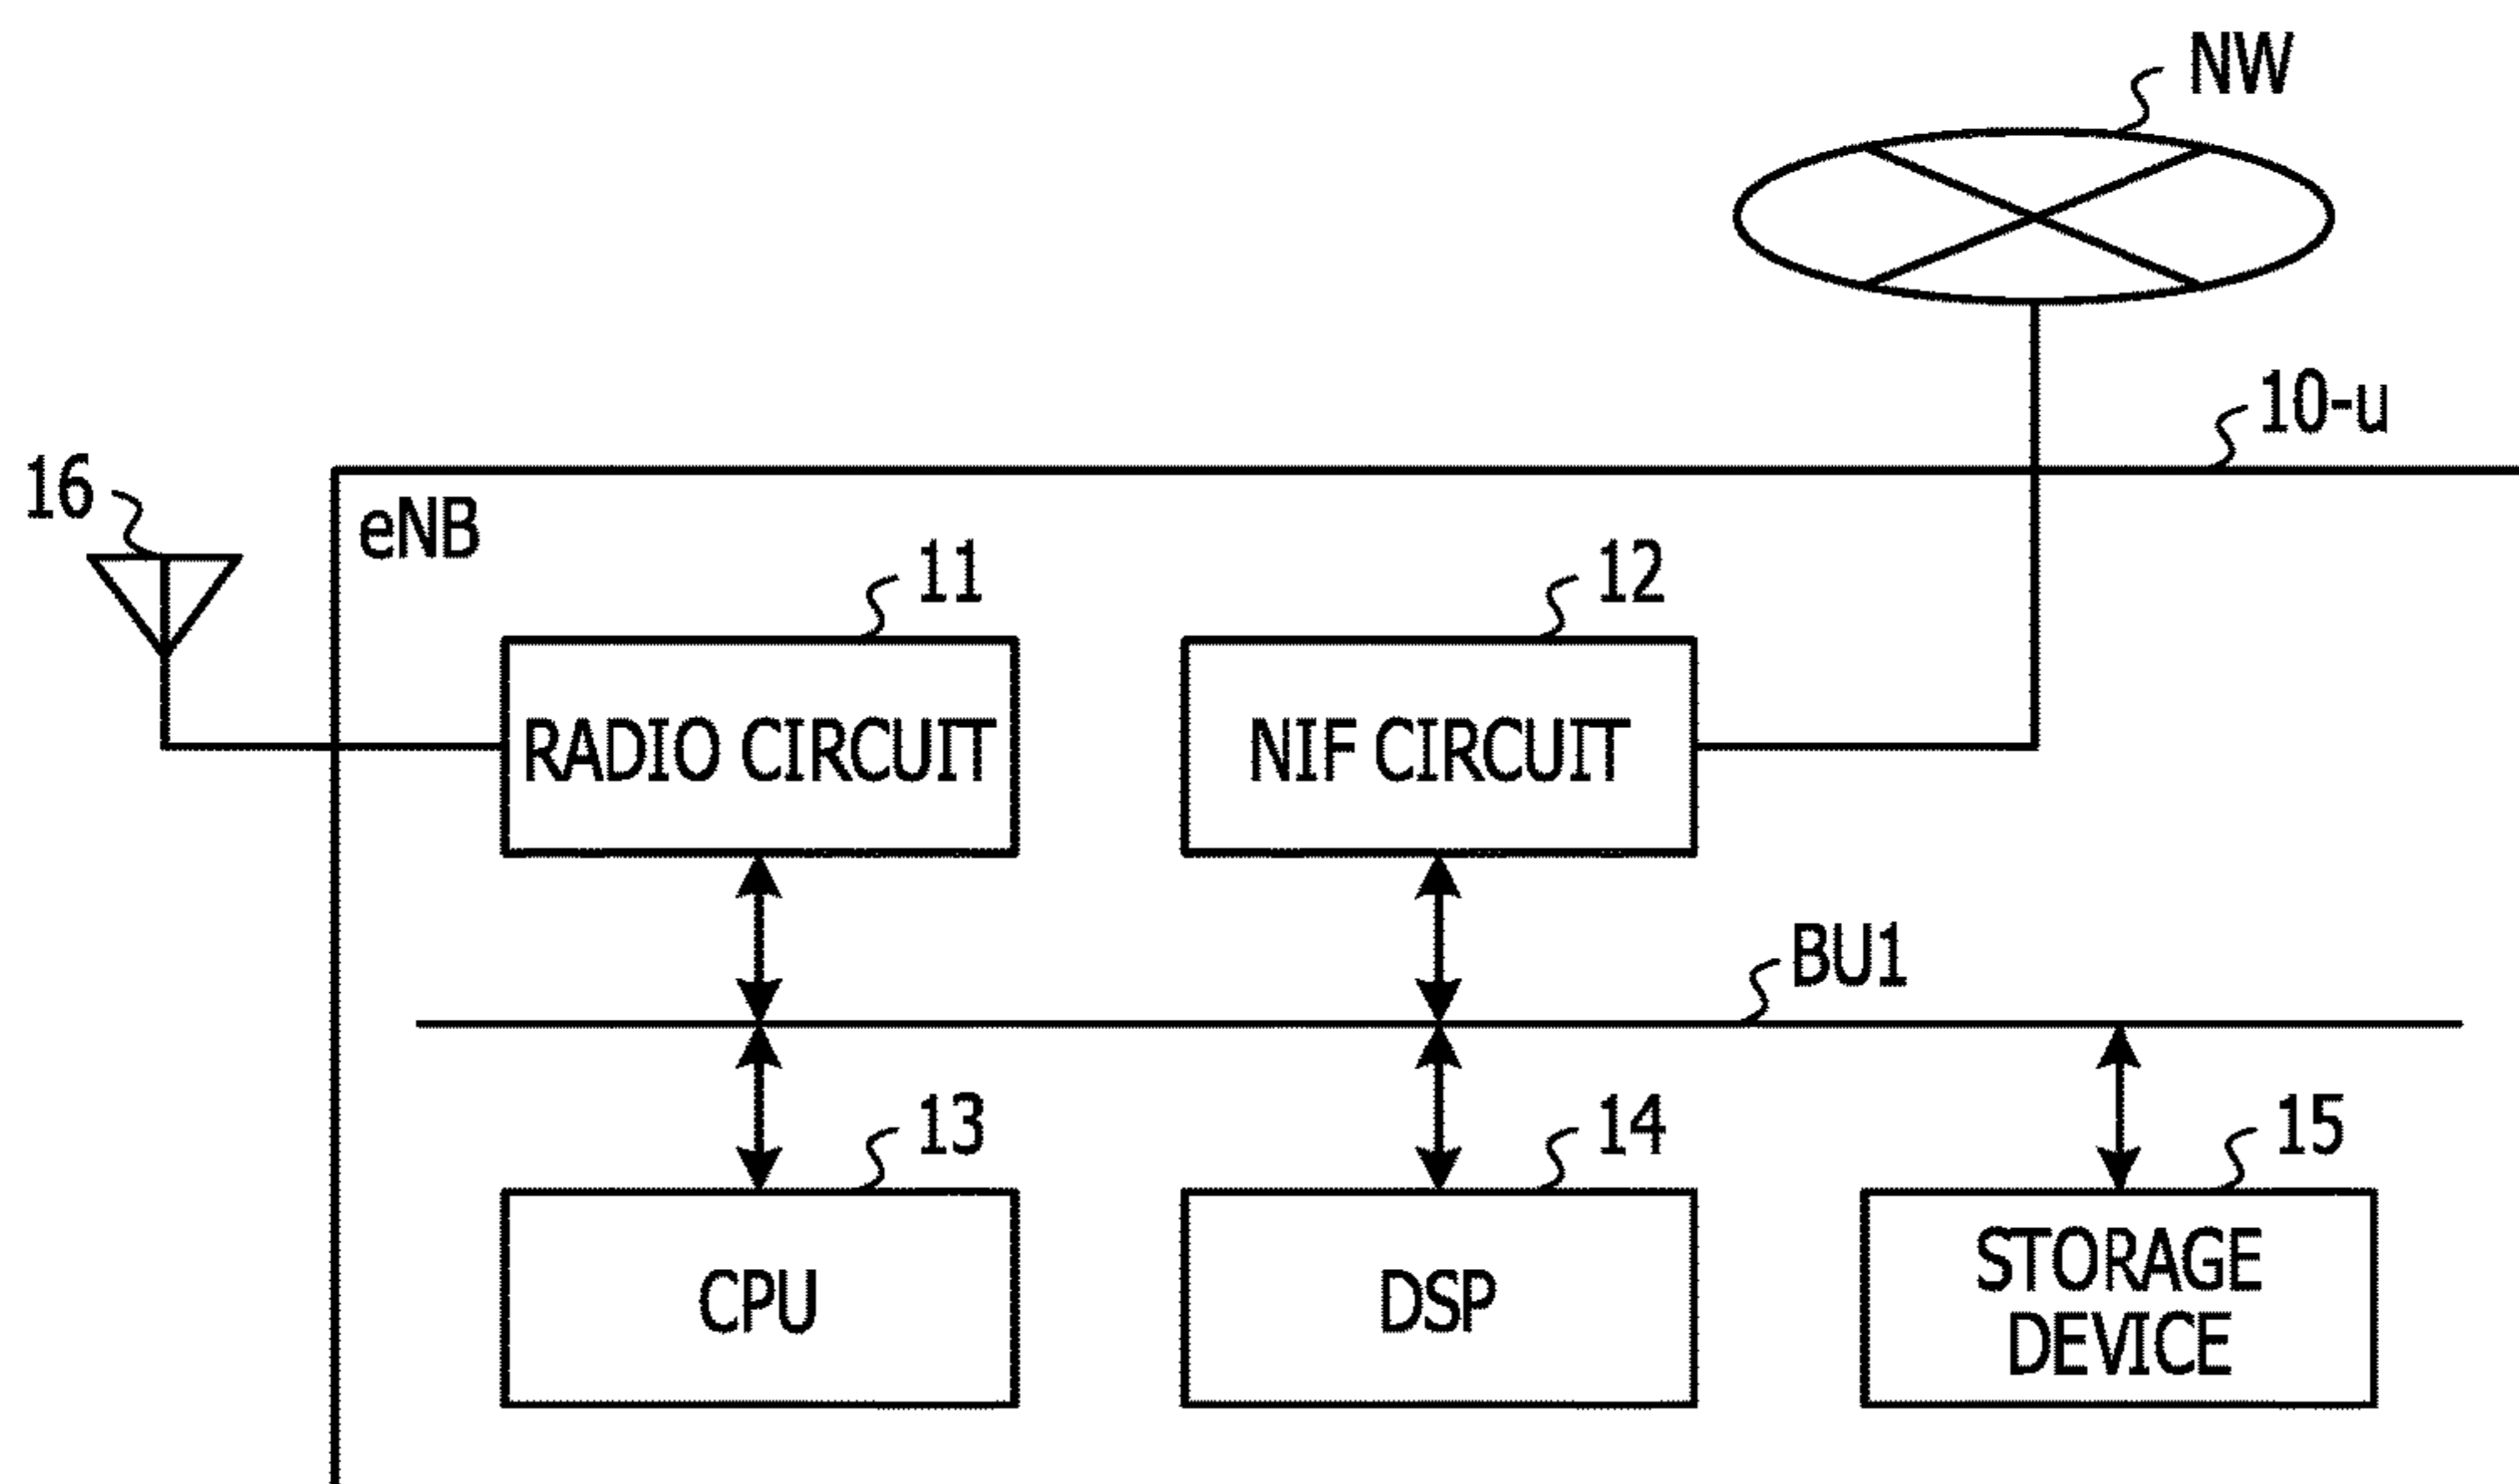 NW
10-u
16
eNB
11
12
RADIO CIRCUIT
NIF CIRCUIT
BU1
13
14
15
CPU
DSP
STORAGE
DEVICE